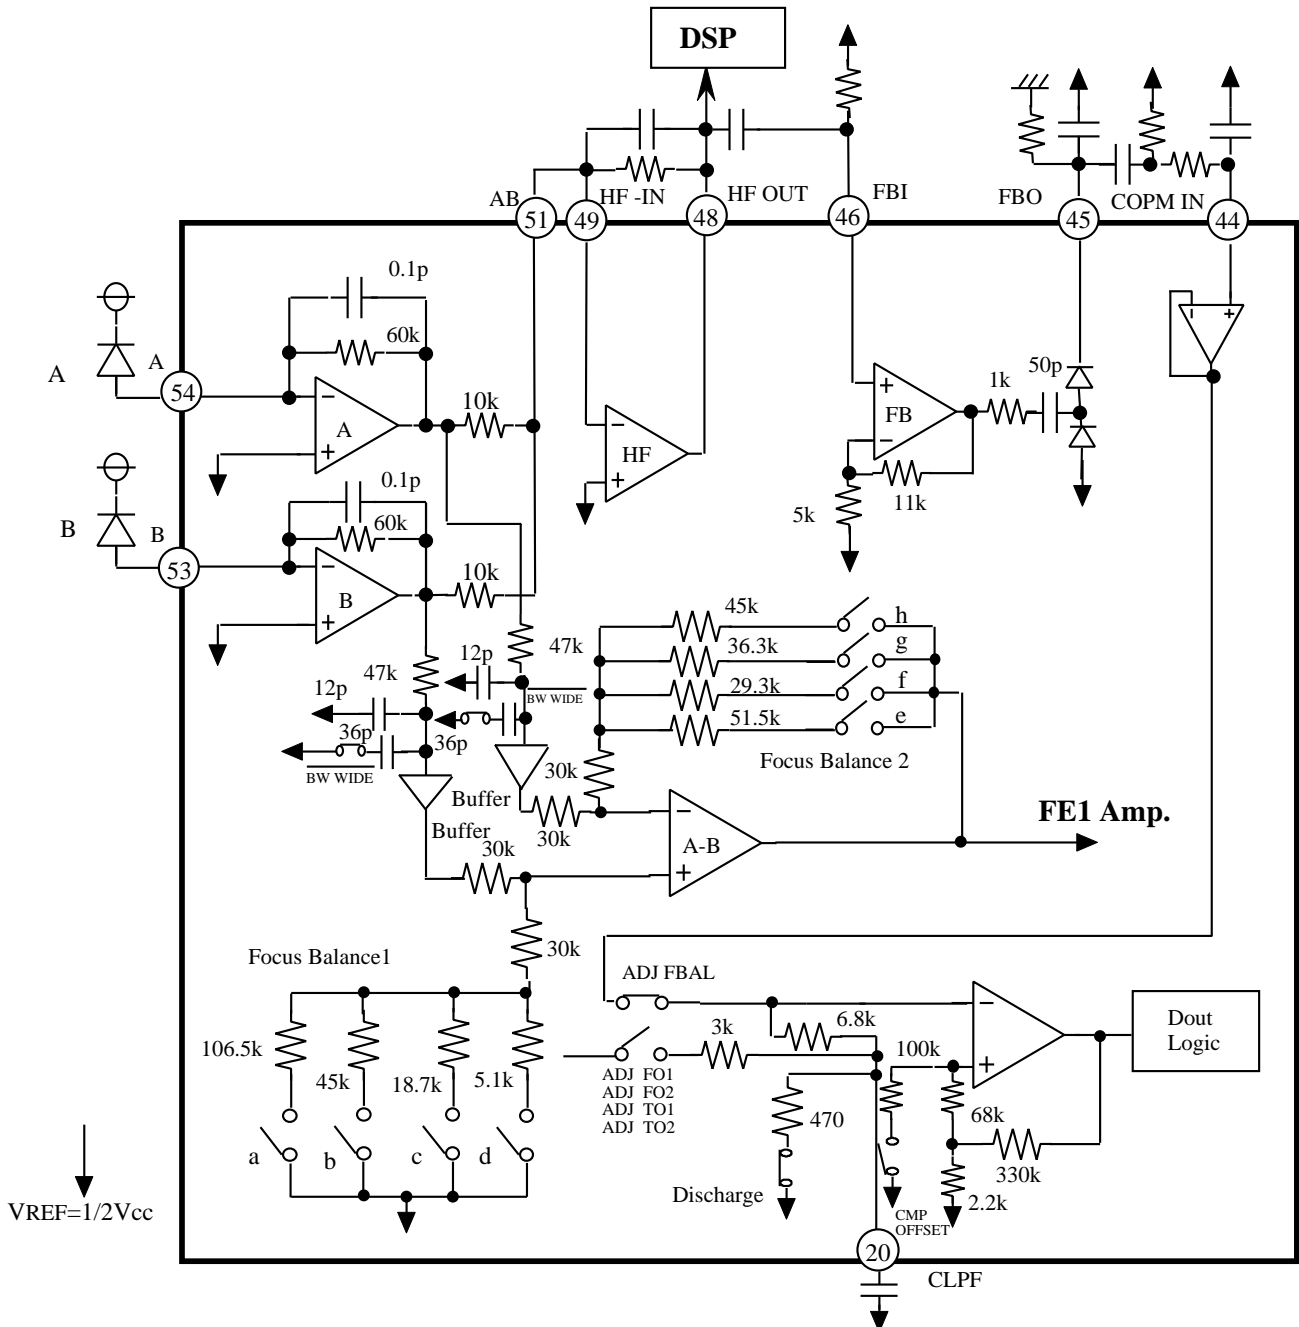 DSP
AB
HF -IN
HF OUT
FBI
FBO
COPM IN
51
49
48
46
45
44
0.1p
60k
A
A
54
10k
A
HF
FB
1k
50p
11k
5k
0.1p
60k
B
B
53
10k
B
47k
47k
12p
12p
36p
36p
BW WIDE
BW WIDE
Buffer
Buffer
45k
h
36.3k
g
29.3k
f
51.5k
e
Focus Balance 2
30k
30k
30k
A-B
FE1 Amp.
30k
Focus Balance1
106.5k
45k
18.7k
5.1k
a
b
c
d
VREF=1/2Vcc
ADJ FBAL
3k
6.8k
ADJ FO1
ADJ FO2
ADJ TO1
ADJ TO2
100k
68k
330k
2.2k
470
Discharge
CMP
OFFSET
Dout
Logic
20
CLPF